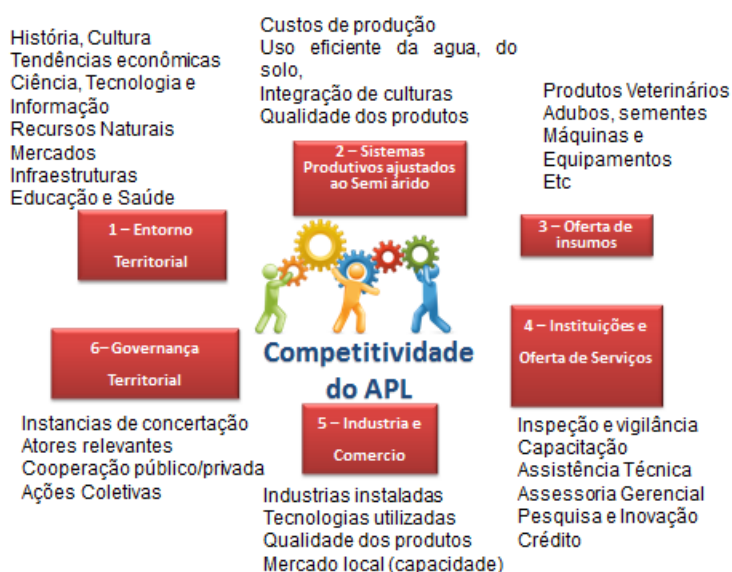 História, Cultura
Tendências econômicas
Ciência, Tecnologia e
Informação
Recursos Naturais
Mercados
Infraestruturas
Educação e Saúde
1 – Entorno
Territorial
Custos de produção
Uso eficiente da agua, do
solo,
Integração de culturas
Qualidade dos produtos
2 – Sistemas
Produtivos ajustados
ao Semi árido
Produtos Veterinários
Adubos, sementes
Máquinas e
Equipamentos
Etc
3 – Oferta de
insumos
4 – Instituições e
Oferta de Serviços
Inspeção e vigilância
Capacitação
Assistência Técnica
Assessoria Gerencial
Pesquisa e Inovação
Crédito
Competitividade
do APL
5 – Industria e
Comercio
Industrias instaladas
Tecnologias utilizadas
Qualidade dos produtos
Mercado local (capacidade)
6– Governança
Territorial
Instancias de concertação
Atores relevantes
Cooperação público/privada
Ações Coletivas